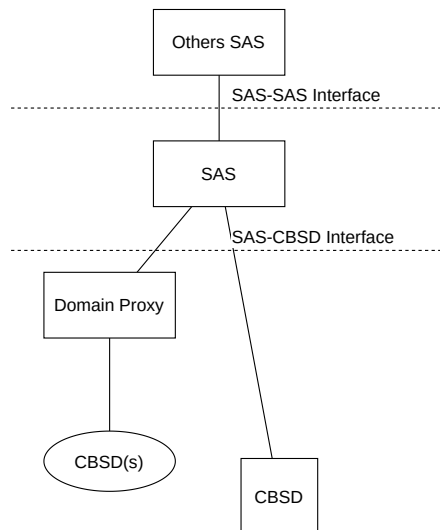 Others SAS
SAS-SAS Interface
SAS
SAS-CBSD Interface
Domain Proxy
CBSD(s)
CBSD